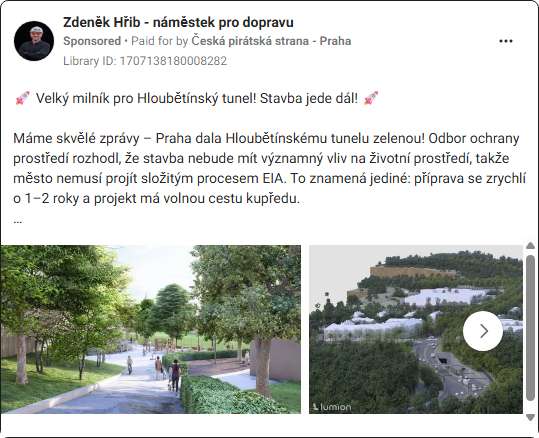 Zdeněk Hřib - náměstek pro dopravu
Sponsored • Paid for by Česká pirátská strana - Praha
Library ID: 1707138180008282
🚀 Velký milník pro Hloubětínský tunel! Stavba jede dál! 🚀
Máme skvělé zprávy – Praha dala Hloubětínskému tunelu zelenou! Odbor ochrany
prostředí rozhodl, že stavba nebude mít významný vliv na životní prostředí, takže
město nemusí projít složitým procesem EIA. To znamená jediné: příprava se zrychlí
o 1–2 roky a projekt má volnou cestu kupředu.
...
lumion